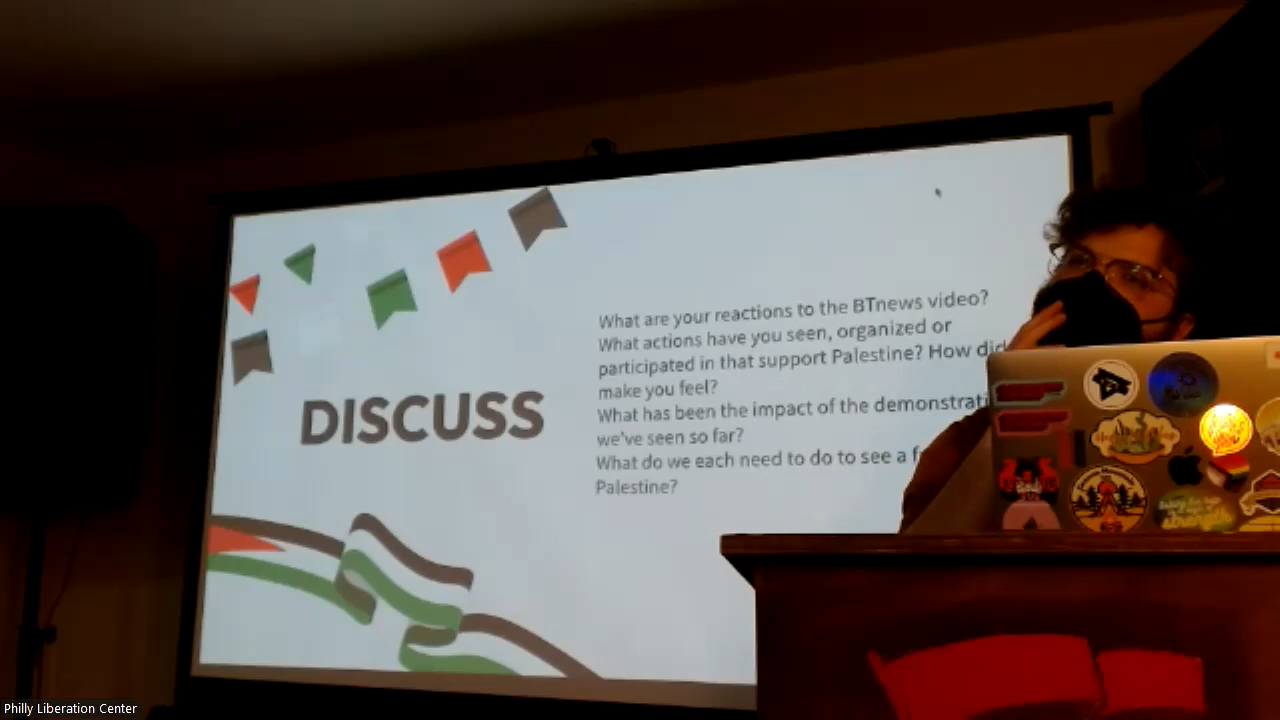 DISCUSS
What are your reactions to the BTnews video?
What actions have you seen, organized or
participated in that support Palestine? How did
make you feel?
What has been the impact of the
we've seen so far?
What do we each need to do to see a
Palestine?
Philly Liberation Center